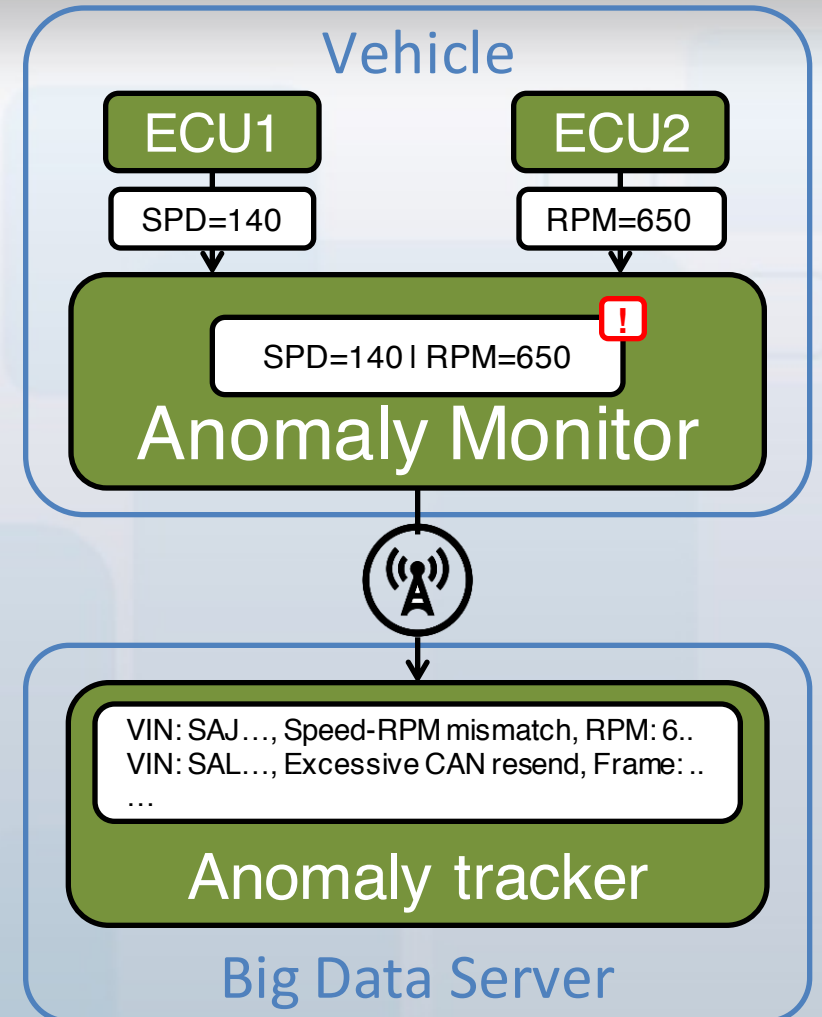 Vehicle
ECU1
ECU2
SPD=140
RPM=650
!
SPD=140 | RPM=650
Anomaly Monitor
VIN: SAJ…, Speed-RPM mismatch, RPM: 6..
VIN: SAL…, Excessive CAN resend, Frame: ..
…
Anomaly tracker
Big Data Server